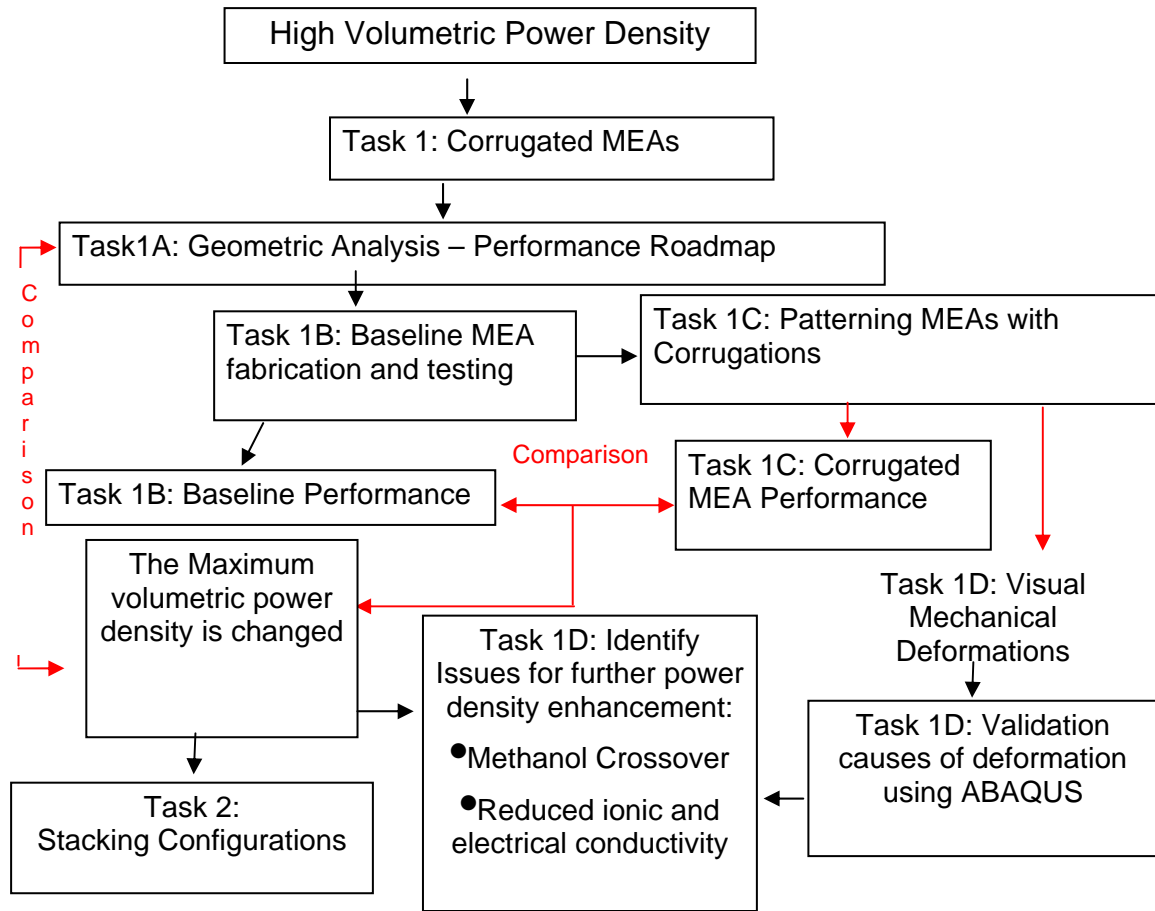 High Volumetric Power Density
Task 1: Corrugated MEAs
Task1A: Geometric Analysis – Performance Roadmap
Comparison
Task 1B: Baseline MEA
fabrication and testing
Task 1C: Patterning MEAs with
Corrugations
Comparison
Task 1B: Baseline Performance
Task 1C: Corrugated
MEA Performance
The Maximum
volumetric power
density is changed
Task 1D: Visual
Mechanical
Deformations
Task 1D: Identify
Issues for further power
density enhancement:
●Methanol Crossover
●Reduced ionic and
electrical conductivity
Task 1D: Validation
causes of deformation
using ABAQUS
Task 2:
Stacking Configurations